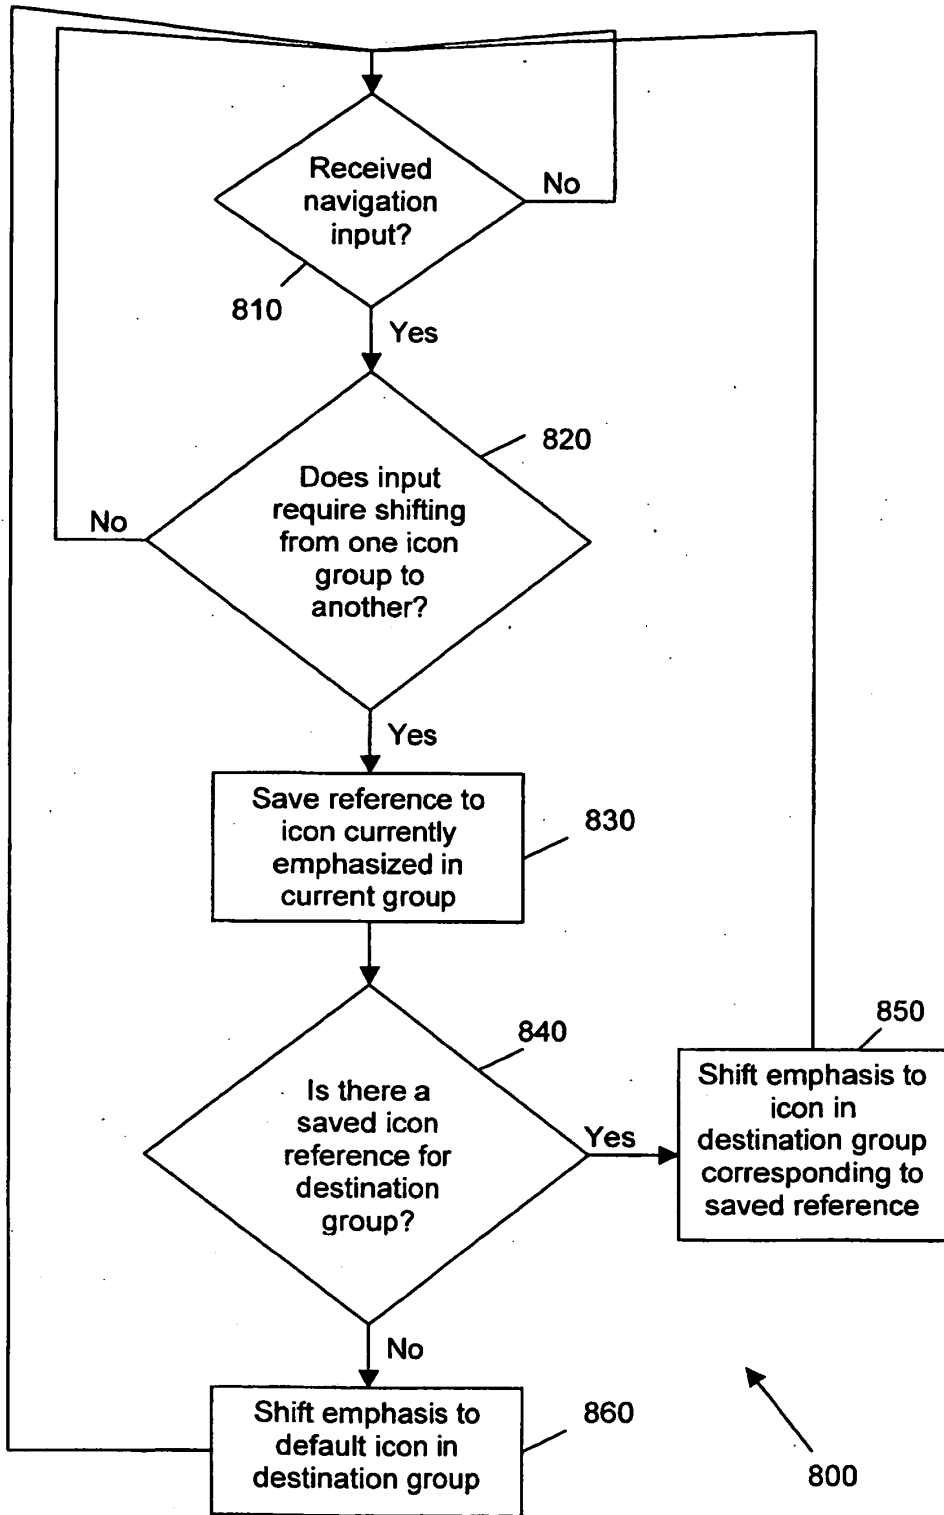 Received
navigation
input?
No
810
Yes
820
Does input
require shifting
from one icon
group to
another?
No
Yes
Save reference to
icon currently
emphasized in
current group
830
840
Is there a
saved icon
reference for
destination
group?
Yes
850
Shift emphasis to
icon in
destination group
corresponding to
saved reference
No
Shift emphasis to
default icon in
destination group
860
800